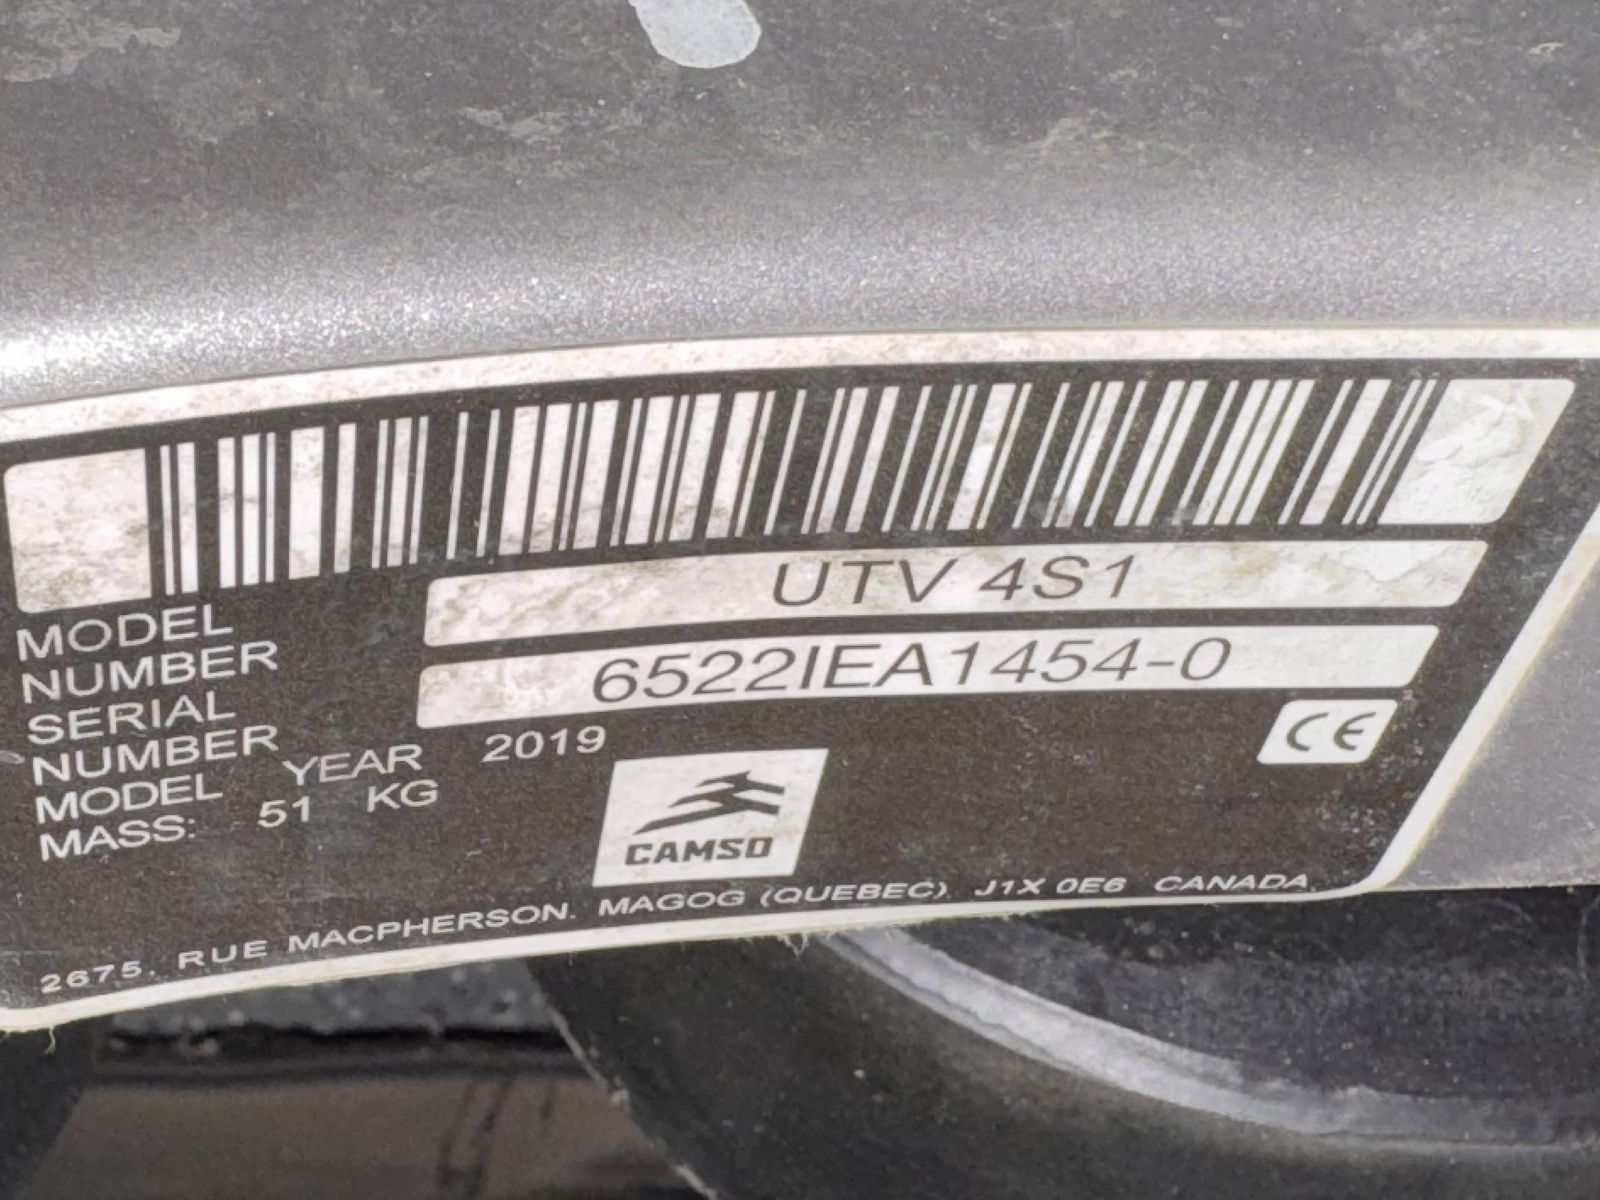 MODEL NUMBER UTV 4S1
SERIAL NUMBER 6522IEA1454-0
MODEL YEAR 2019
MASS: 51 KG
CE
CAMSO
2675, RUE MACPHERSON, MAGOG (QUEBEC), J1X 0E6 CANADA